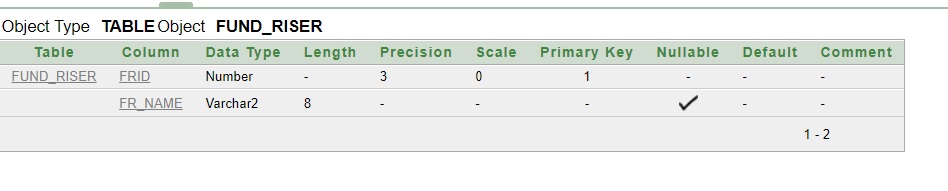 Object Type TABLE Object FUND_RISER
Table Column Data Type Length Precision Scale Primary Key Nullable Default Comment
FUND_RISER FRID Number - 3 0 1 - - -
FR_NAME Varchar2 8 - - - ✓ - -
1 - 2